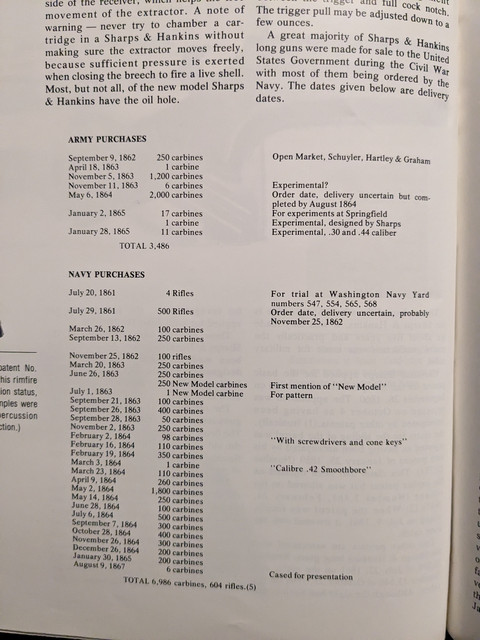 side of the receiver, which helps the free
movement of the extractor. A note of
warning — never try to chamber a car-
tridge in a Sharps & Hankins without
making sure the extractor moves freely,
because sufficient pressure is exerted
when closing the breech to fire a live shell.
Most, but not all, of the new model Sharps
& Hankins have the oil hole.
trigger and full cock notch.
The trigger pull may be adjusted down to a
few ounces.
A great majority of Sharps & Hankins
long guns were made for sale to the United
States Government during the Civil War
with most of them being ordered by the
Navy. The dates given below are delivery
dates.
ARMY PURCHASES
September 9, 1862 250 carbines Open Market, Schuyler, Hartley & Graham
April 18, 1863 1 carbine
November 5, 1863 1,200 carbines
November 11, 1863 6 carbines Experimental?
May 6, 1864 2,000 carbines Order date, delivery uncertain but com-
pleted by August 1864
January 2, 1865 17 carbines For experiments at Springfield
1 carbine Experimental, designed by Sharps
January 28, 1865 11 carbines Experimental, .30 and .44 caliber
TOTAL 3,486
NAVY PURCHASES
July 20, 1861 4 Rifles For trial at Washington Navy Yard
numbers 547, 554, 565, 568
July 29, 1861 500 Rifles Order date, delivery uncertain, probably
November 25, 1862
March 26, 1862 100 carbines
September 13, 1862 250 carbines
November 25, 1862 100 rifles
March 20, 1863 250 carbines
June 26, 1863 250 carbines
250 New Model carbines First mention of "New Model"
July 1, 1863 1 New Model carbine For pattern
September 21, 1863 100 carbines
September 26, 1863 400 carbines
September 28, 1863 50 carbines
November 2, 1863 250 carbines
February 2, 1864 98 carbines "With screwdrivers and cone keys"
February 16, 1864 110 carbines
February 19, 1864 350 carbines
March 3, 1864 1 carbine "Calibre .42 Smoothbore"
March 23, 1864 110 carbines
April 9, 1864 260 carbines
May 2, 1864 1,800 carbines
May 14, 1864 250 carbines
June 28, 1864 100 carbines
July 6, 1864 500 carbines
September 7, 1864 300 carbines
October 28, 1864 400 carbines
November 26, 1864 300 carbines
December 26, 1864 200 carbines
January 30, 1865 200 carbines
August 9, 1867 6 carbines Cased for presentation
TOTAL 6,986 carbines, 604 rifles.(5)
patent No.
his rimfire
ion status,
mples were
percussion
ction.)